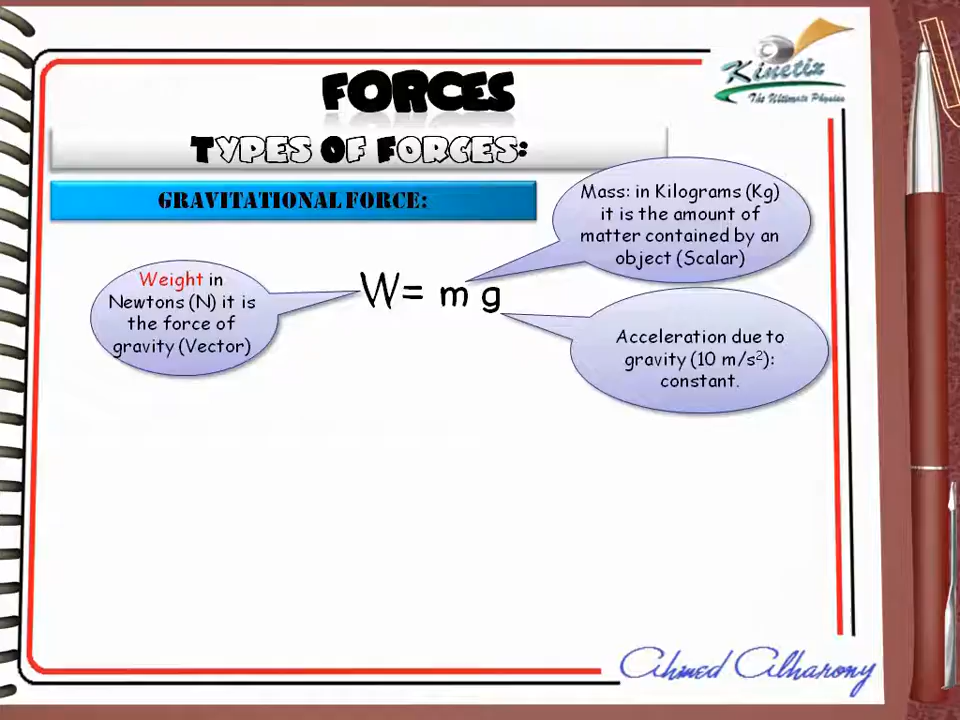 Kinetix
The Ultimate Physics
FORCES
TYPES OF FORCES:
GRAVITATIONAL FORCE:
Mass: in Kilograms (Kg)
it is the amount of
matter contained by an
object (Scalar)
Weight in
Newtons (N) it is
the force of
gravity (Vector)
W= m g
Acceleration due to
gravity (10 m/s²):
constant.
Ahmed Alharony